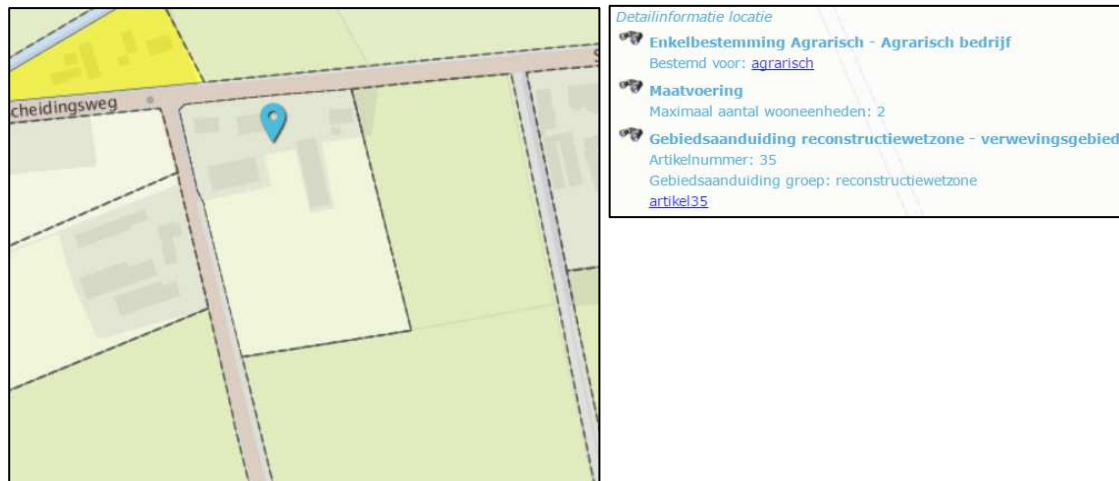 cheidingsweg
S
Detailinformatie locatie
Enkelbestemming Agrarisch - Agrarisch bedrijf
Bestemd voor: agrarisch
Maatvoering
Maximaal aantal wooneenheden: 2
Gebiedsaanduiding reconstructiewetzone - verwevingsgebied
Artikelnummer: 35
Gebiedsaanduiding groep: reconstructiewetzone
artikel35